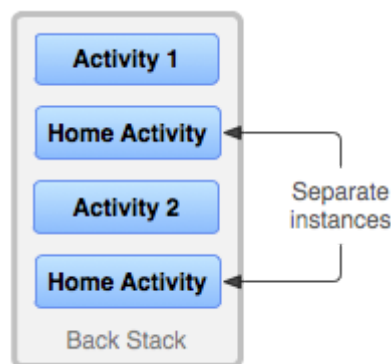 Activity 1
Home Activity
Activity 2
Home Activity
Back Stack
Separate
instances